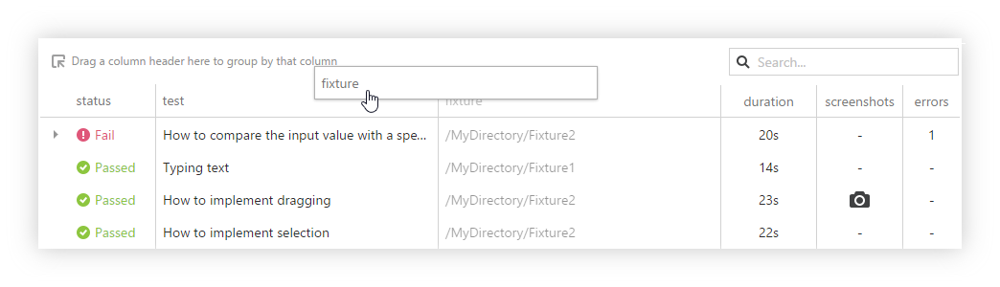 Drag a column header here to group by that column
Search...
fixture
status test fixture duration screenshots errors
Fail How to compare the input value with a spe... /MyDirectory/Fixture2 20s - 1
Passed Typing text /MyDirectory/Fixture1 14s - -
Passed How to implement dragging /MyDirectory/Fixture2 23s -
Passed How to implement selection /MyDirectory/Fixture2 22s - -